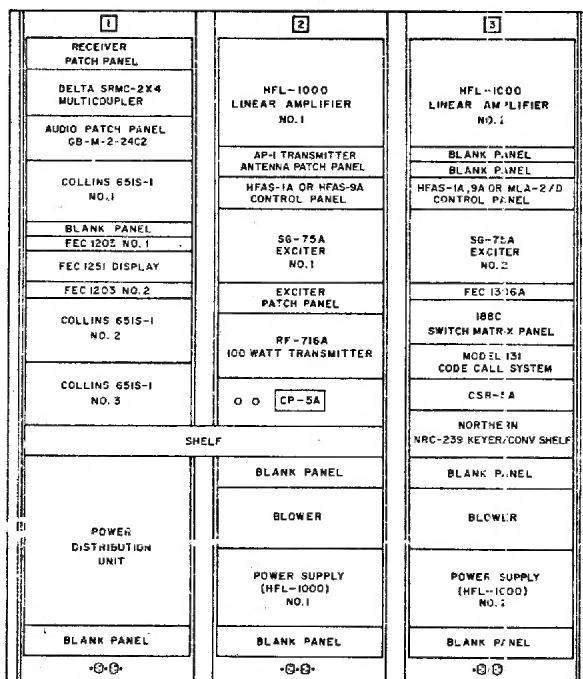 1
RECEIVER
PATCH PANEL
DELTA SRMC-2X4
MULTICOUPLER
AUDIO PATCH PANEL
GB-M-2-24C2
COLLINS 651S-1
NO.1
BLANK PANEL
FEC 1203 NO. 1
FEC 1251 DISPLAY
FEC 1203 NO. 2
COLLINS 651S-1
NO. 2
COLLINS 651S-1
NO. 3
SHELF
POWER
DISTRIBUTION
UNIT
BLANK PANEL
2
HFL-1000
LINEAR AMPLIFIER
NO.1
AP-1 TRANSMITTER
ANTENNA PATCH PANEL
HFAS-1A OR HFAS-9A
CONTROL PANEL
SG-75A
EXCITER
NO.1
EXCITER
PATCH PANEL
RF-716A
100 WATT TRANSMITTER
CP-5A
BLANK PANEL
BLOWER
POWER SUPPLY
(HFL-1000)
NO.1
BLANK PANEL
3
HFL-1000
LINEAR AMPLIFIER
NO.
BLANK PANEL
BLANK PANEL
HFAS-1A,9A OR MLA-2/D
CONTROL PANEL
SG-75A
EXCITER
NO.2
FEC 1316A
188C
SWITCH MATRIX PANEL
MODEL 131
CODE CALL SYSTEM
CSR-5A
NORTHERN
NRC-239 KEYER/CONV SHELF
BLANK PANEL
BLOWER
POWER SUPPLY
(HFL-1000)
NO.
BLANK PANEL